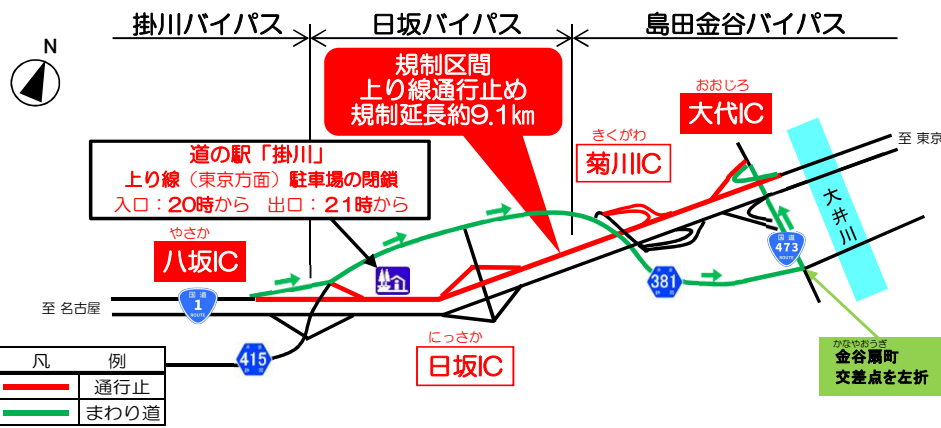 掛川バイパス
日坂バイパス
島田金谷バイパス
N
規制区間
上り線通行止め
規制延長約9.1km
おおじろ
大代IC
きくがわ
菊川IC
至 東京
道の駅「掛川」
上り線（東京方面）駐車場の閉鎖
入口：20時から 出口：21時から
大井川
やさか
八坂IC
国道
473
ROUTE
国道
1
ROUTE
381
至 名古屋
にっさか
日坂IC
415
かなやおうぎ
金谷扇町
交差点を左折
凡 例
通行止
まわり道